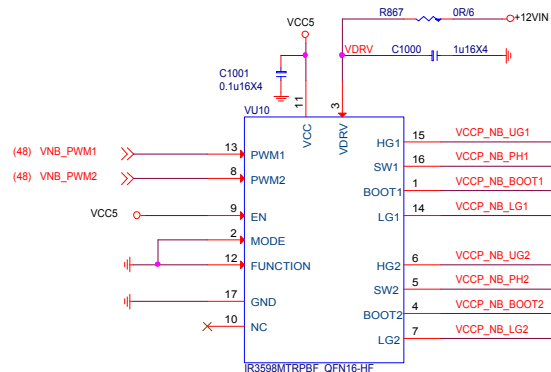 R867 0R/6 +12VIN
VCC5
VDRV C1000 1u16X4
C1001
0.1u16X4
11 3
VU10
VCC VDRV
(48) VNB_PWM1 13 PWM1 HG1 15 VCCP_NB_UG1
SW1 16 VCCP_NB_PH1
(48) VNB_PWM2 8 PWM2 BOOT1 1 VCCP_NB_BOOT1
VCC5 9 EN LG1 14 VCCP_NB_LG1
2 MODE
12 FUNCTION HG2 6 VCCP_NB_UG2
SW2 5 VCCP_NB_PH2
17 GND BOOT2 4 VCCP_NB_BOOT2
10 NC LG2 7 VCCP_NB_LG2
IR3598MTRPBF_QFN16-HF